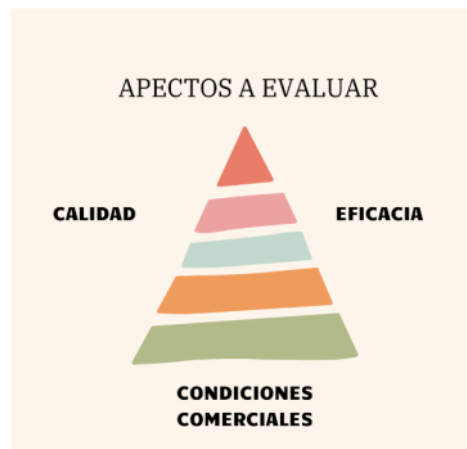 APECTOS A EVALUAR
CALIDAD
EFICACIA
CONDICIONES
COMERCIALES